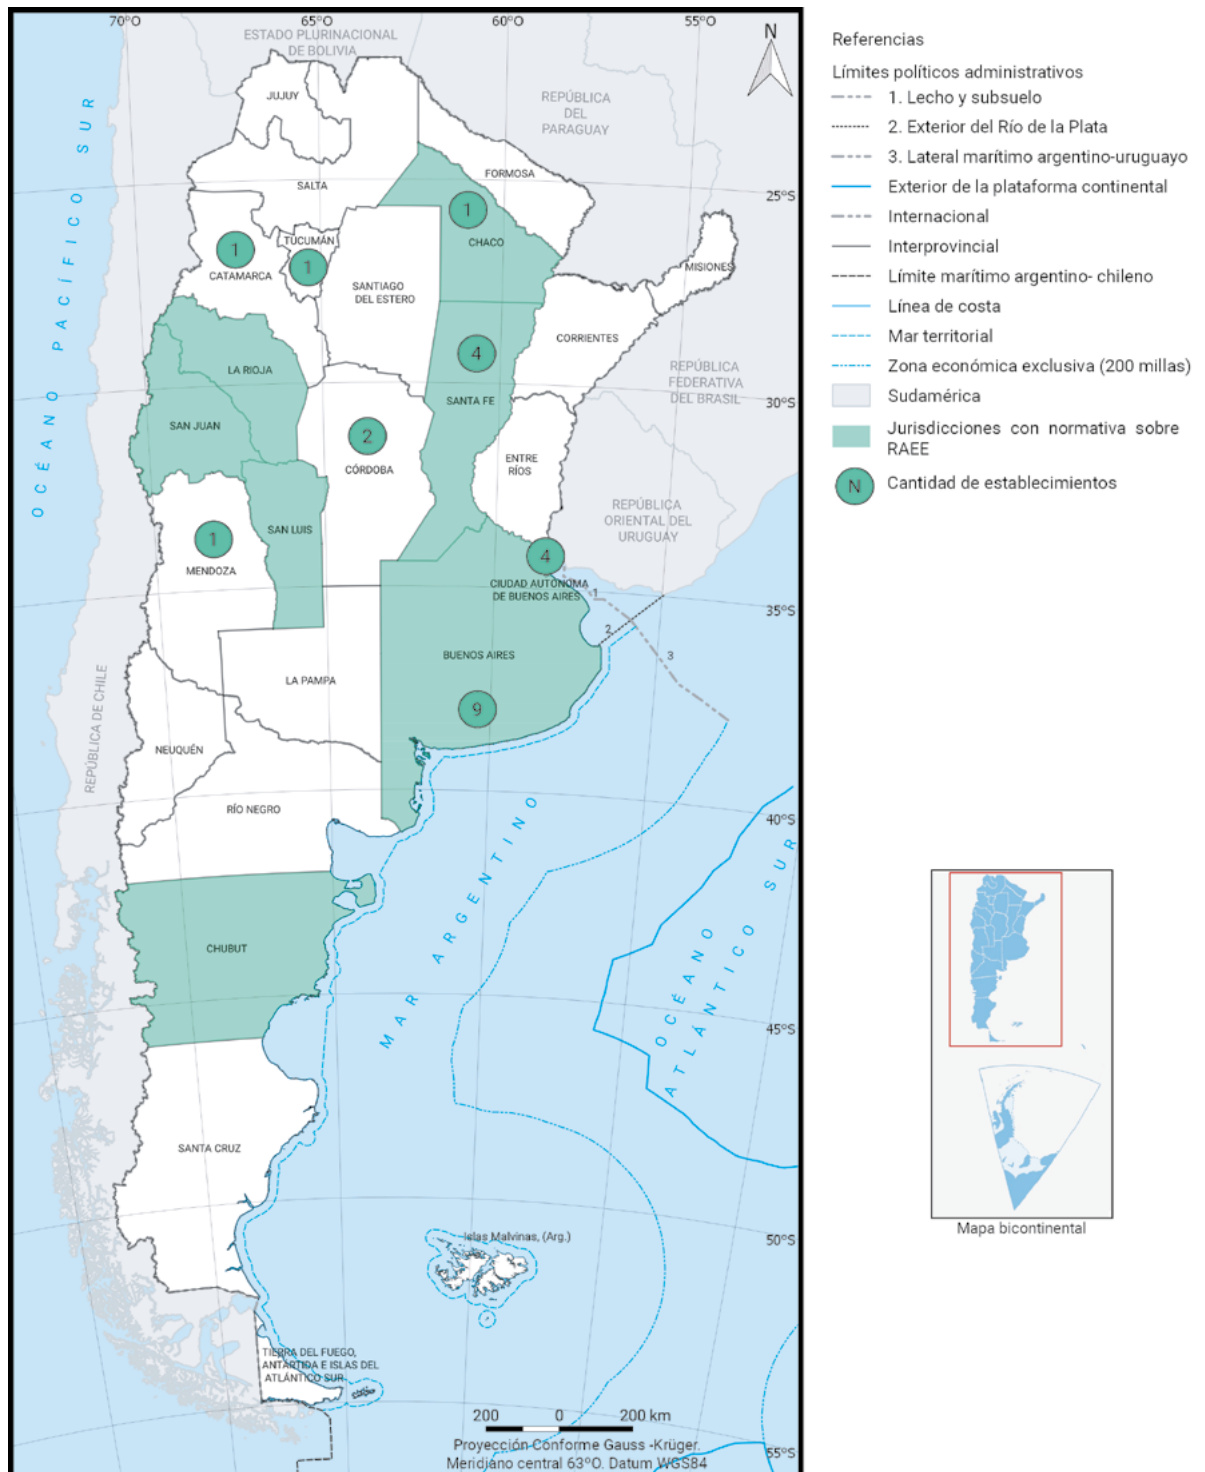 70°O
65°O
60°O
55°O
ESTADO PLURINACIONAL
DE BOLIVIA
N
JUJUY
REPÚBLICA
DEL
PARAGUAY
FORMOSA
SALTA
25°S
1
CHACO
TUCUMÁN
1
1
CATAMARCA
MISIONES
SANTIAGO
DEL ESTERO
CORRIENTES
4
LA RIOJA
REPÚBLICA
FEDERATIVA
DEL BRASIL
30°S
SANTA FE
SAN JUAN
2
CÓRDOBA
ENTRE
RÍOS
REPÚBLICA
ORIENTAL DEL
URUGUAY
SAN LUIS
1
MENDOZA
4
CIUDAD AUTÓNOMA
DE BUENOS AIRES
1
35°S
2
3
BUENOS AIRES
LA PAMPA
9
NEUQUÉN
REPÚBLICA DE CHILE
RÍO NEGRO
40°S
OCÉANO PACÍFICO SUR
MAR ARGENTINO
OCÉANO
ATLÁNTICO SUR
CHUBUT
45°S
SANTA CRUZ
50°S
Islas Malvinas, (Arg.)
TIERRA DEL FUEGO,
ANTÁRTIDA E ISLAS DEL
ATLÁNTICO SUR
200 0 200 km
Proyección Conforme Gauss -Krüger.
Meridiano central 63°O. Datum WGS84
55°S
Referencias
Límites políticos administrativos
1. Lecho y subsuelo
2. Exterior del Río de la Plata
3. Lateral marítimo argentino-uruguayo
Exterior de la plataforma continental
Internacional
Interprovincial
Límite marítimo argentino- chileno
Línea de costa
Mar territorial
Zona económica exclusiva (200 millas)
Sudamérica
Jurisdicciones con normativa sobre
RAEE
N
Cantidad de establecimientos
Mapa bicontinental